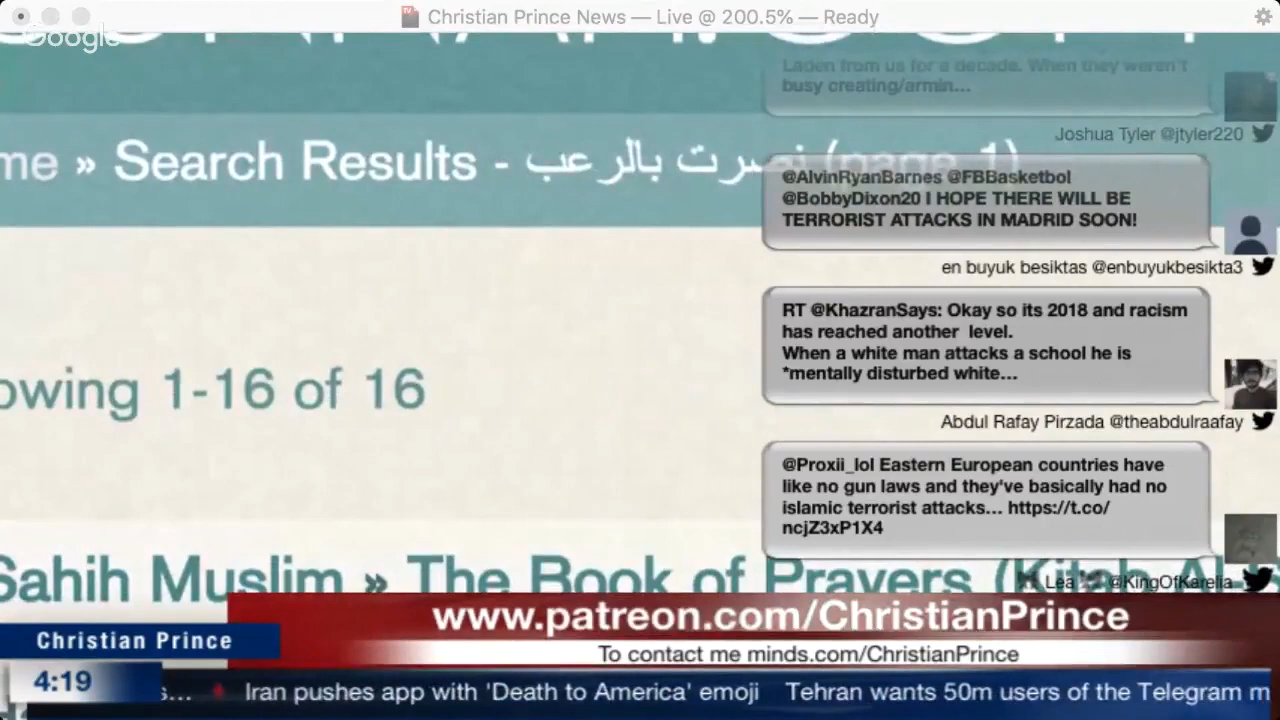 Christian Prince News — Live @ 200.5% — Ready
Google
Laden from us for a decade. When they weren't
busy creating/armin...
Joshua Tyler @jtyler220
me » Search Results - نصرت بالرعب (page 1)
@AlvinRyanBarnes @FBBasketbol
@BobbyDixon20 I HOPE THERE WILL BE
TERRORIST ATTACKS IN MADRID SOON!
en buyuk besiktas @enbuyukbesikta3
RT @KhazranSays: Okay so its 2018 and racism
has reached another level.
When a white man attacks a school he is
*mentally disturbed white...
Abdul Rafay Pirzada @theabdulraafay
owing 1-16 of 16
@Proxii_lol Eastern European countries have
like no gun laws and they've basically had no
islamic terrorist attacks... https://t.co/
ncjZ3xP1X4
Lea @KingOfKarelia
Sahih Muslim » The Book of Prayers (Kitab Al-
www.patreon.com/ChristianPrince
Christian Prince
To contact me minds.com/ChristianPrince
4:19
s... Iran pushes app with 'Death to America' emoji Tehran wants 50m users of the Telegram m